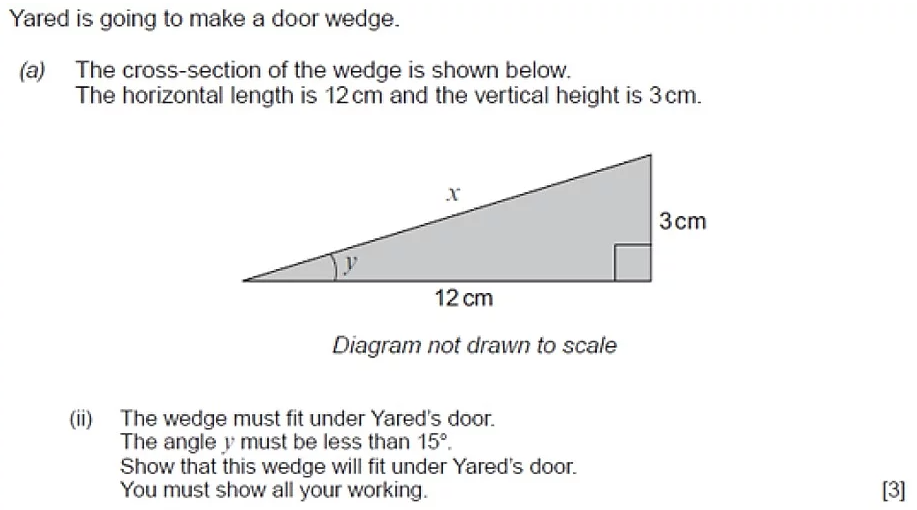 Yared is going to make a door wedge.
(a) The cross-section of the wedge is shown below.
The horizontal length is 12 cm and the vertical height is 3 cm.
x
3 cm
y
12 cm
Diagram not drawn to scale
(ii) The wedge must fit under Yared's door.
The angle y must be less than 15°.
Show that this wedge will fit under Yared's door.
You must show all your working. [3]